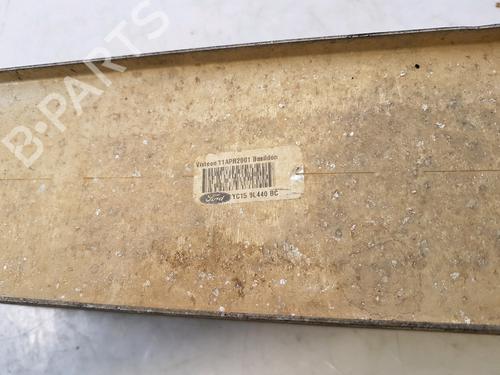 B-PARTS
Visteon 11APR2001 Basildon
Ford YC15 9L440 BC